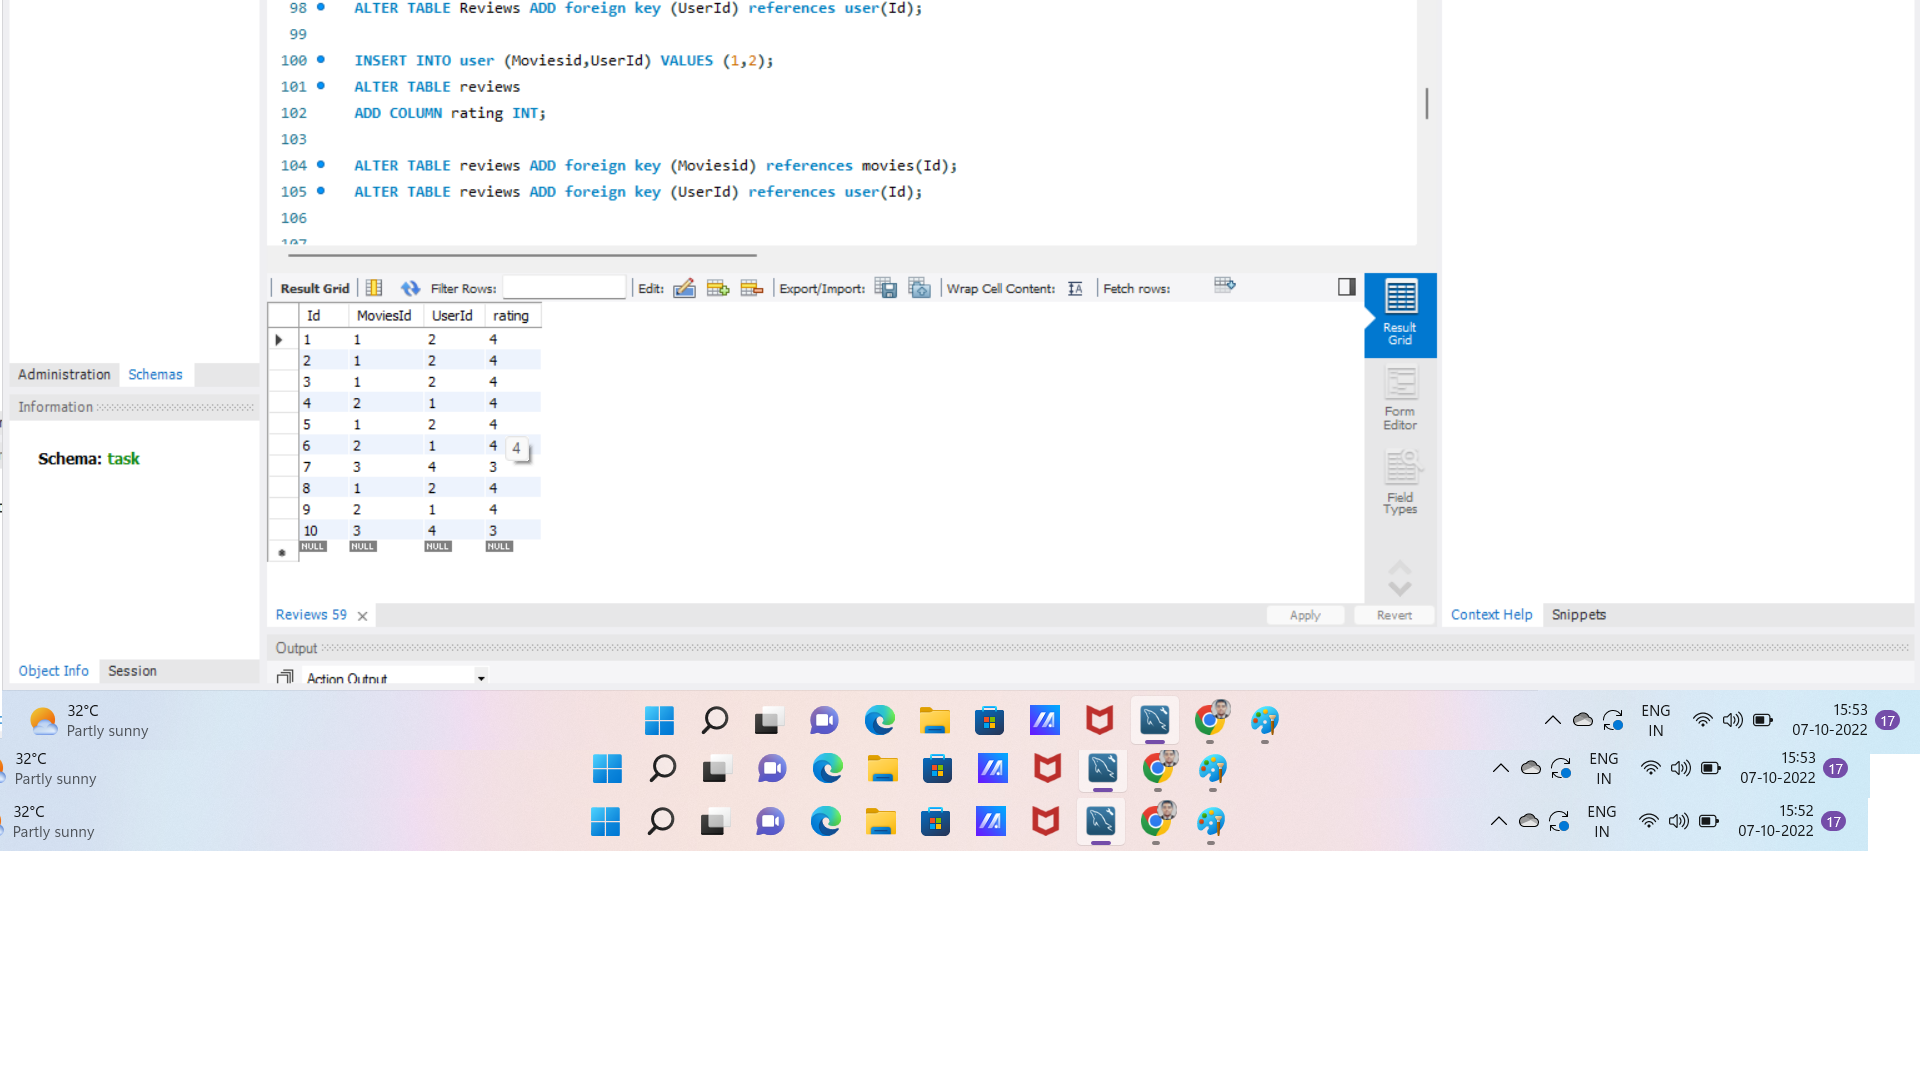 98 ALTER TABLE Reviews ADD foreign key (UserId) references user(Id);
99
100 INSERT INTO user (Moviesid,UserId) VALUES (1,2);
101 ALTER TABLE reviews
102 ADD COLUMN rating INT;
103
104 ALTER TABLE reviews ADD foreign key (Moviesid) references movies(Id);
105 ALTER TABLE reviews ADD foreign key (UserId) references user(Id);
106
107
Result Grid Filter Rows: Edit: Export/Import: Wrap Cell Content: Fetch rows:
Id MoviesId UserId rating
1 1 2 4
2 1 2 4
3 1 2 4
4 2 1 4
5 1 2 4
6 2 1 4
4
7 3 4 3
8 1 2 4
9 2 1 4
10 3 4 3
NULL NULL NULL NULL
Result
Grid
Form
Editor
Field
Types
Administration Schemas
Information
Schema: task
Reviews 59 Apply Revert
Context Help Snippets
Output
Object Info Session
Action Output
32°C
Partly sunny
ENG
IN
15:53
07-10-2022
17
32°C
Partly sunny
ENG
IN
15:53
07-10-2022
17
32°C
Partly sunny
ENG
IN
15:52
07-10-2022
17